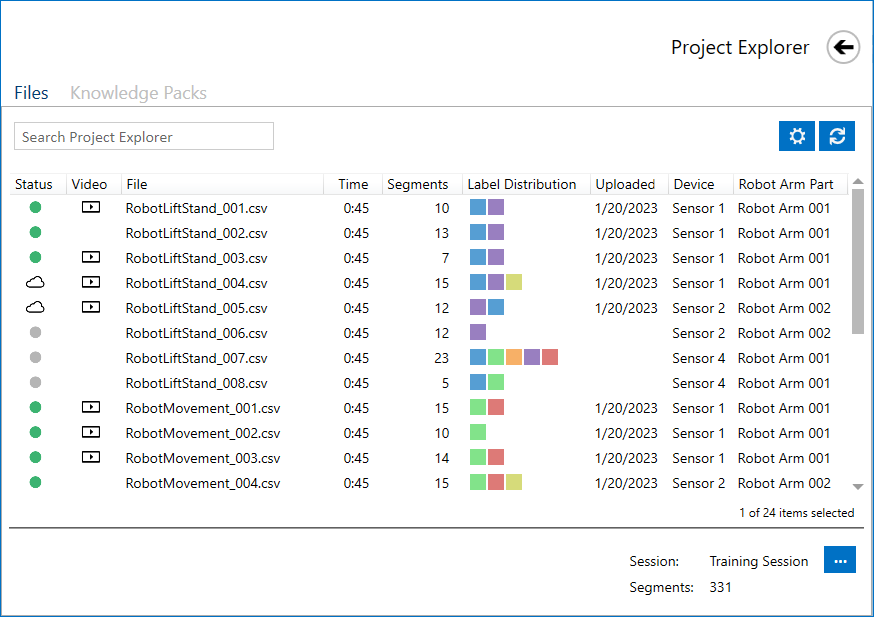 Project Explorer
Files Knowledge Packs
Search Project Explorer
Status Video File Time Segments Label Distribution Uploaded Device Robot Arm Part
RobotLiftStand_001.csv 0:45 10 1/20/2023 Sensor 1 Robot Arm 001
RobotLiftStand_002.csv 0:45 13 1/20/2023 Sensor 1 Robot Arm 001
RobotLiftStand_003.csv 0:45 7 1/20/2023 Sensor 1 Robot Arm 001
RobotLiftStand_004.csv 0:45 15 1/20/2023 Sensor 1 Robot Arm 001
RobotLiftStand_005.csv 0:45 12 1/20/2023 Sensor 2 Robot Arm 002
RobotLiftStand_006.csv 0:45 12 Sensor 2 Robot Arm 002
RobotLiftStand_007.csv 0:45 23 Sensor 4 Robot Arm 001
RobotLiftStand_008.csv 0:45 5 Sensor 4 Robot Arm 001
RobotMovement_001.csv 0:45 15 1/20/2023 Sensor 1 Robot Arm 001
RobotMovement_002.csv 0:45 10 1/20/2023 Sensor 1 Robot Arm 001
RobotMovement_003.csv 0:45 14 1/20/2023 Sensor 1 Robot Arm 001
RobotMovement_004.csv 0:45 15 1/20/2023 Sensor 2 Robot Arm 002
1 of 24 items selected
Session: Training Session ...
Segments: 331